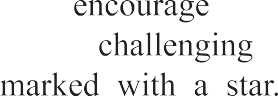 encourage
challenging
marked with a star.